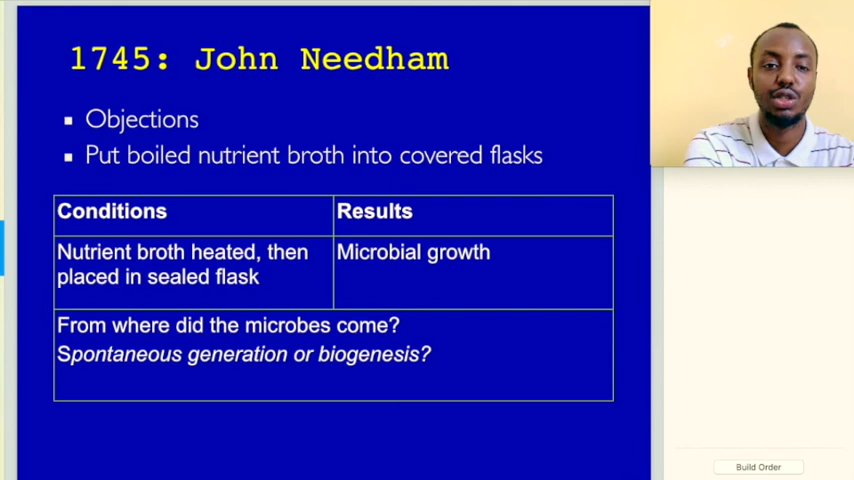 1745: John Needham
Objections
Put boiled nutrient broth into covered flasks
Conditions
Results
Nutrient broth heated, then
placed in sealed flask
Microbial growth
From where did the microbes come?
Spontaneous generation or biogenesis?
Build Order